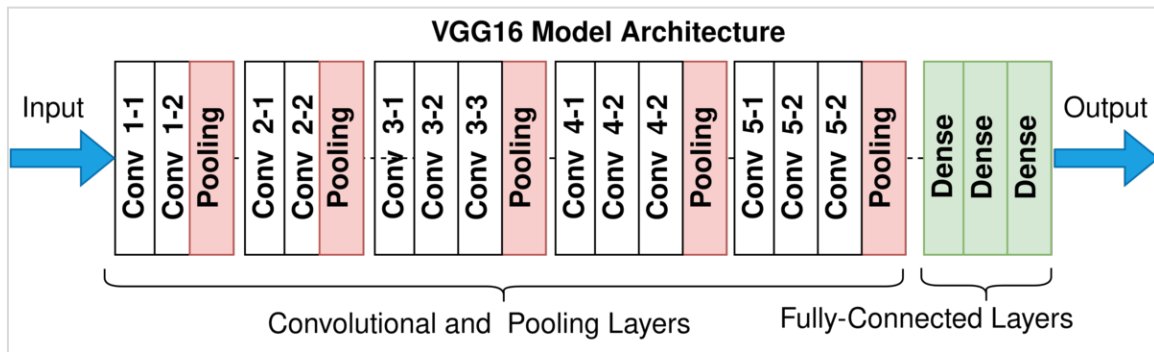 VGG16 Model Architecture
Input
Conv 1-1
Conv 1-2
Pooling
Conv 2-1
Conv 2-2
Pooling
Conv 3-1
Conv 3-2
Conv 3-3
Pooling
Conv 4-1
Conv 4-2
Conv 4-2
Pooling
Conv 5-1
Conv 5-2
Conv 5-2
Pooling
Dense
Dense
Dense
Output
Convolutional and Pooling Layers
Fully-Connected Layers